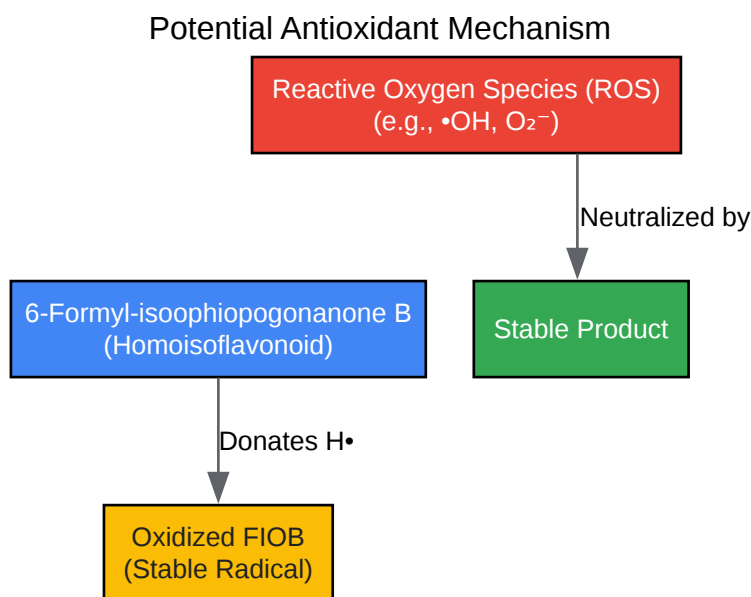 Potential Antioxidant Mechanism
Reactive Oxygen Species (ROS)
(e.g., •OH, O₂⁻)
Neutralized by
6-Formyl-isoophiopogonanone B
(Homoisoflavonoid)
Stable Product
Donates H•
Oxidized FIOB
(Stable Radical)